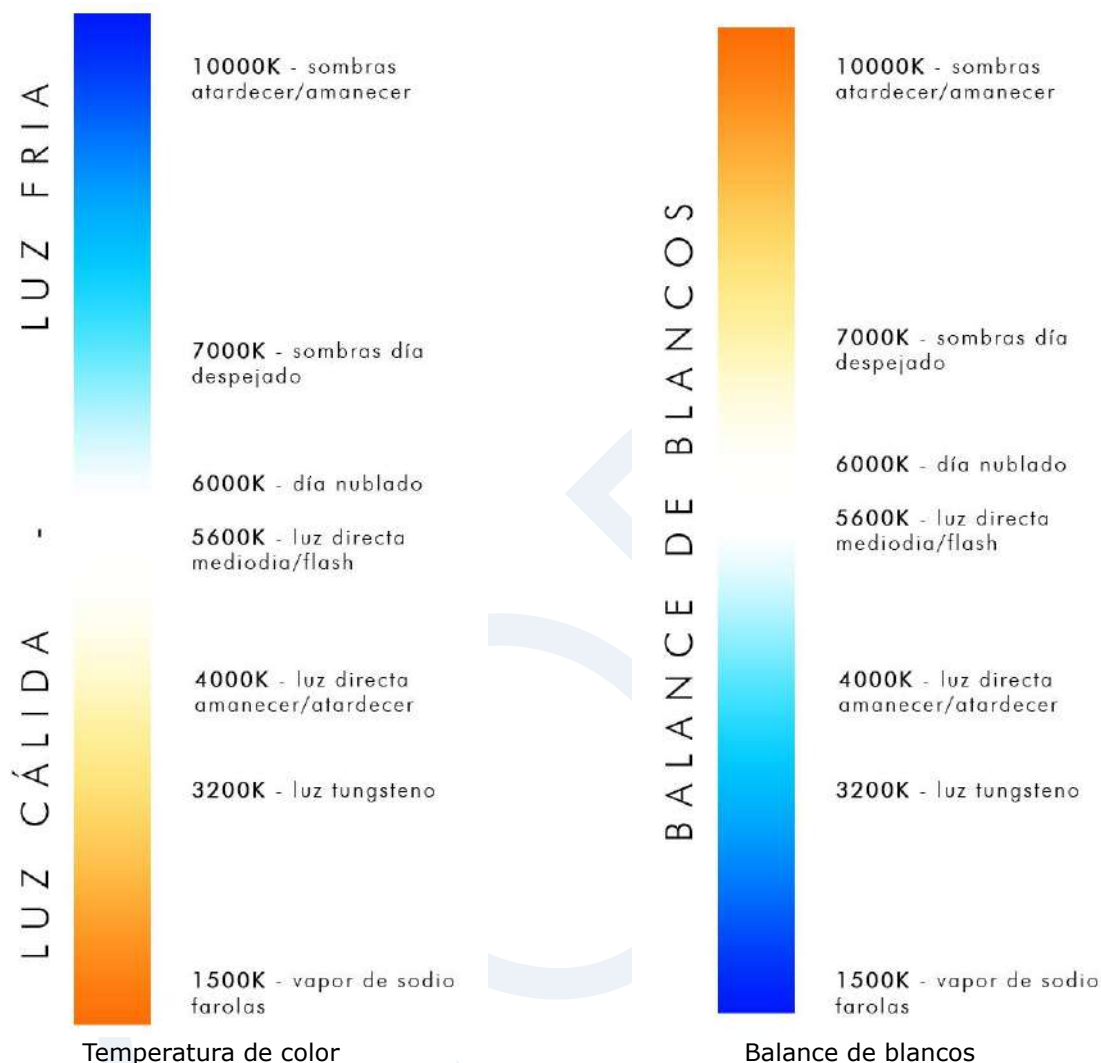 LUZ CÁLIDA - LUZ FRIA
10000K - sombras
atardecer/amanecer
7000K - sombras día
despejado
6000K - día nublado
5600K - luz directa
mediodia/flash
4000K - luz directa
amanecer/atardecer
3200K - luz tungsteno
1500K - vapor de sodio
farolas
Temperatura de color
BALANCE DE BLANCOS
10000K - sombras
atardecer/amanecer
7000K - sombras día
despejado
6000K - día nublado
5600K - luz directa
mediodia/flash
4000K - luz directa
amanecer/atardecer
3200K - luz tungsteno
1500K - vapor de sodio
farolas
Balance de blancos